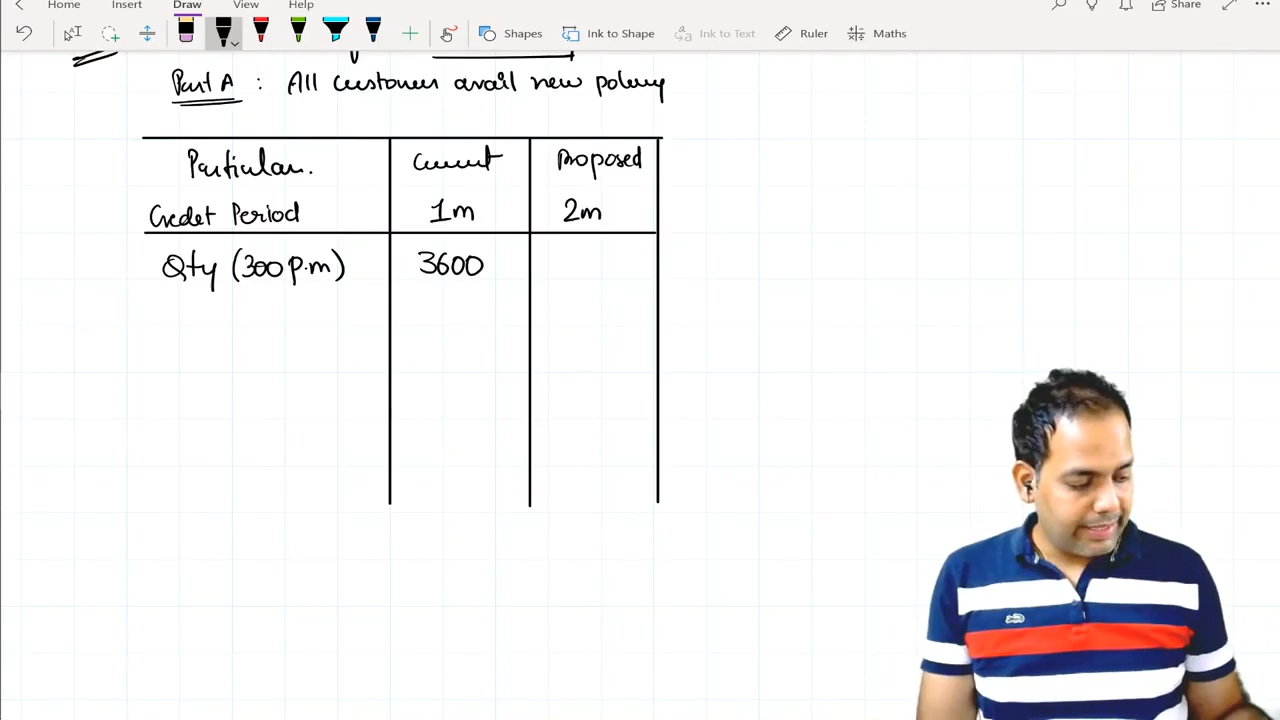 Home Insert Draw View Help Share
Shapes Ink to Shape Ink to Text Ruler Maths
Part A : All customer avail new policy
Particulars. Current Proposed
Credit Period 1m 2m
Qty (300 p.m) 3600